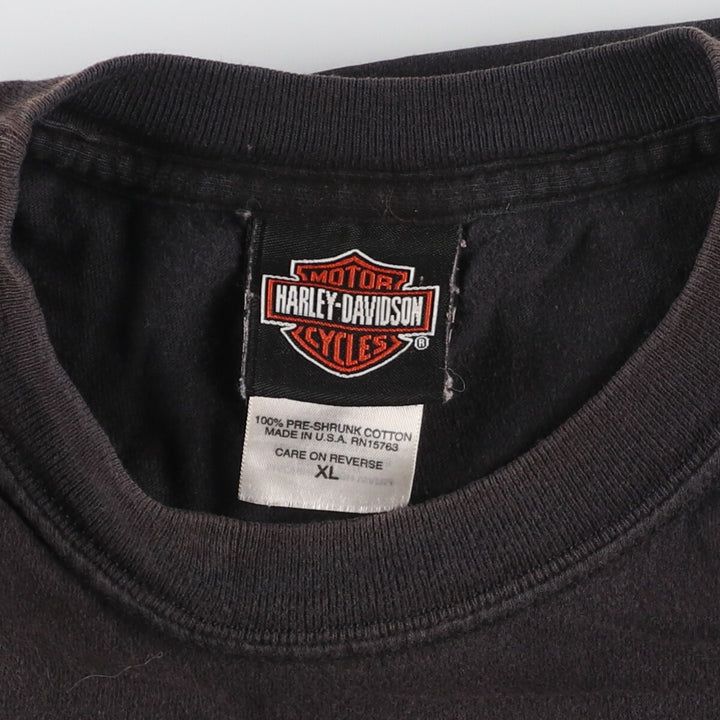 MOTOR
HARLEY-DAVIDSON
CYCLES
®
100% PRE-SHRUNK COTTON
MADE IN U.S.A. RN15763
CARE ON REVERSE
XL